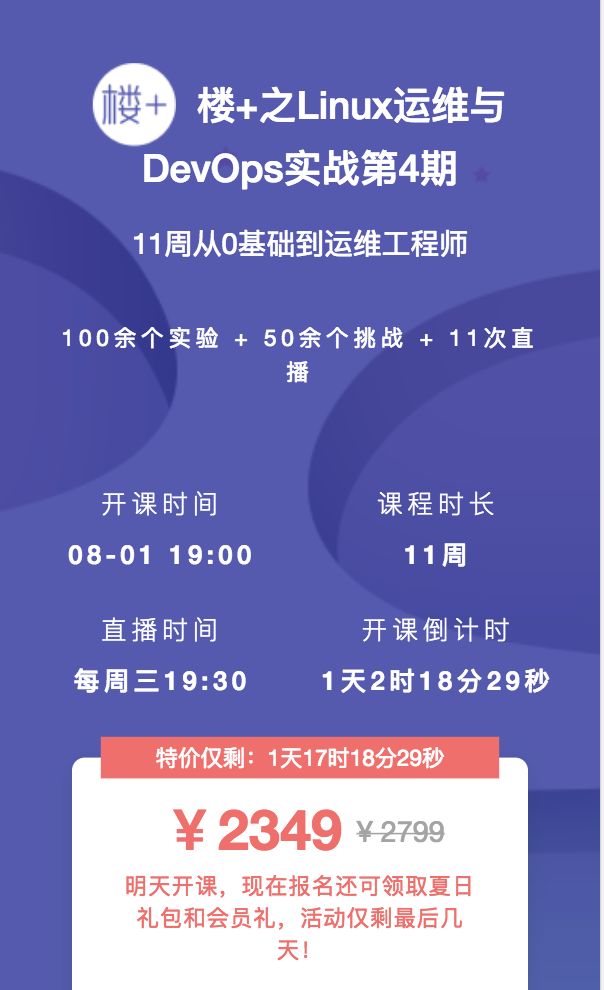 楼+ 楼+之Linux运维与
DevOps实战第4期
11周从0基础到运维工程师
100余个实验 + 50余个挑战 + 11次直
播
开课时间 课程时长
08-01 19:00 11周
直播时间 开课倒计时
每周三19:30 1天2时18分29秒
特价仅剩：1天17时18分29秒
¥ 2349 ¥ 2799
明天开课，现在报名还可领取夏日
礼包和会员礼，活动仅剩最后几
天！